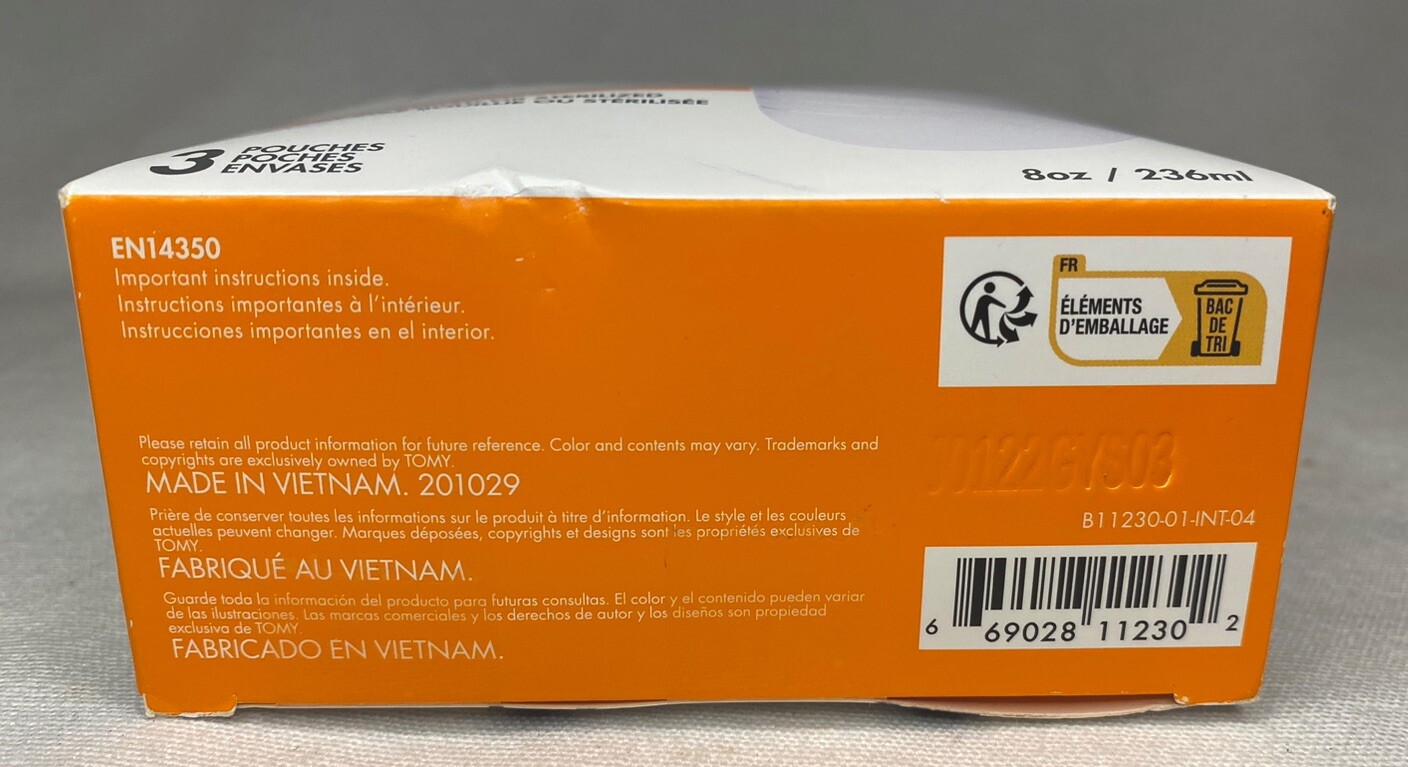 STERILIZED
OU STÉRILISÉE
3 POUCHES
POCHES
ENVASES
8oz / 236ml
EN14350
Important instructions inside.
Instructions importantes à l'intérieur.
Instrucciones importantes en el interior.
FR
ÉLÉMENTS
D'EMBALLAGE
BAC
DE
TRI
Please retain all product information for future reference. Color and contents may vary. Trademarks and
copyrights are exclusively owned by TOMY.
MADE IN VIETNAM. 201029
Prière de conserver toutes les informations sur le produit à titre d'information. Le style et les couleurs
actuelles peuvent changer. Marques déposées, copyrights et designs sont les propriétés exclusives de
TOMY.
FABRIQUÉ AU VIETNAM.
Guarde toda la información del producto para futuras consultas. El color y el contenido pueden variar
de las ilustraciones. Las marcas comerciales y los derechos de autor y los diseños son propiedad
exclusiva de TOMY.
FABRICADO EN VIETNAM.
B11230-01-INT-04
6 69028 11230 2